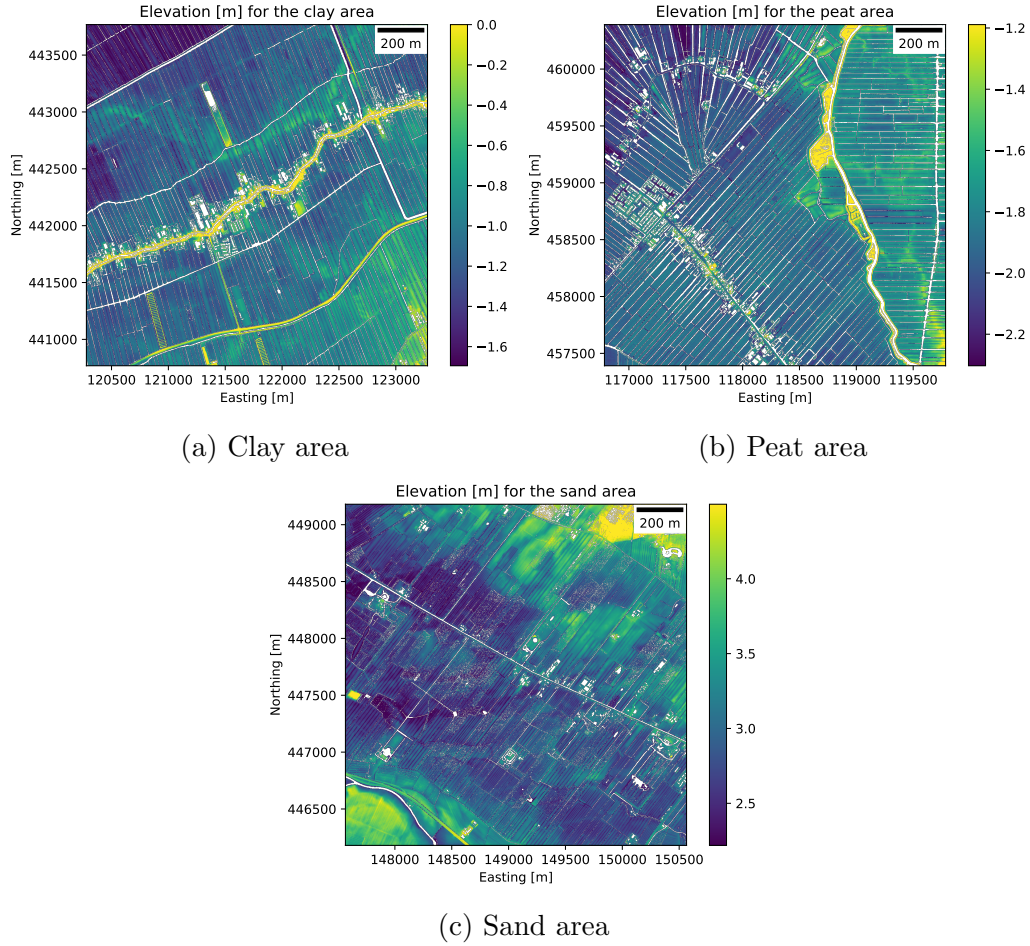 Elevation [m] for the clay area
200 m
443500
443000
442500
442000
441500
441000
Northing [m]
120500 121000 121500 122000 122500 123000
Easting [m]
0.0
−0.2
−0.4
−0.6
−0.8
−1.0
−1.2
−1.4
−1.6
(a) Clay area
Elevation [m] for the peat area
200 m
460000
459500
459000
458500
458000
457500
Northing [m]
117000 117500 118000 118500 119000 119500
Easting [m]
−1.2
−1.4
−1.6
−1.8
−2.0
−2.2
(b) Peat area
Elevation [m] for the sand area
200 m
449000
448500
448000
447500
447000
446500
Northing [m]
148000 148500 149000 149500 150000 150500
Easting [m]
4.0
3.5
3.0
2.5
(c) Sand area